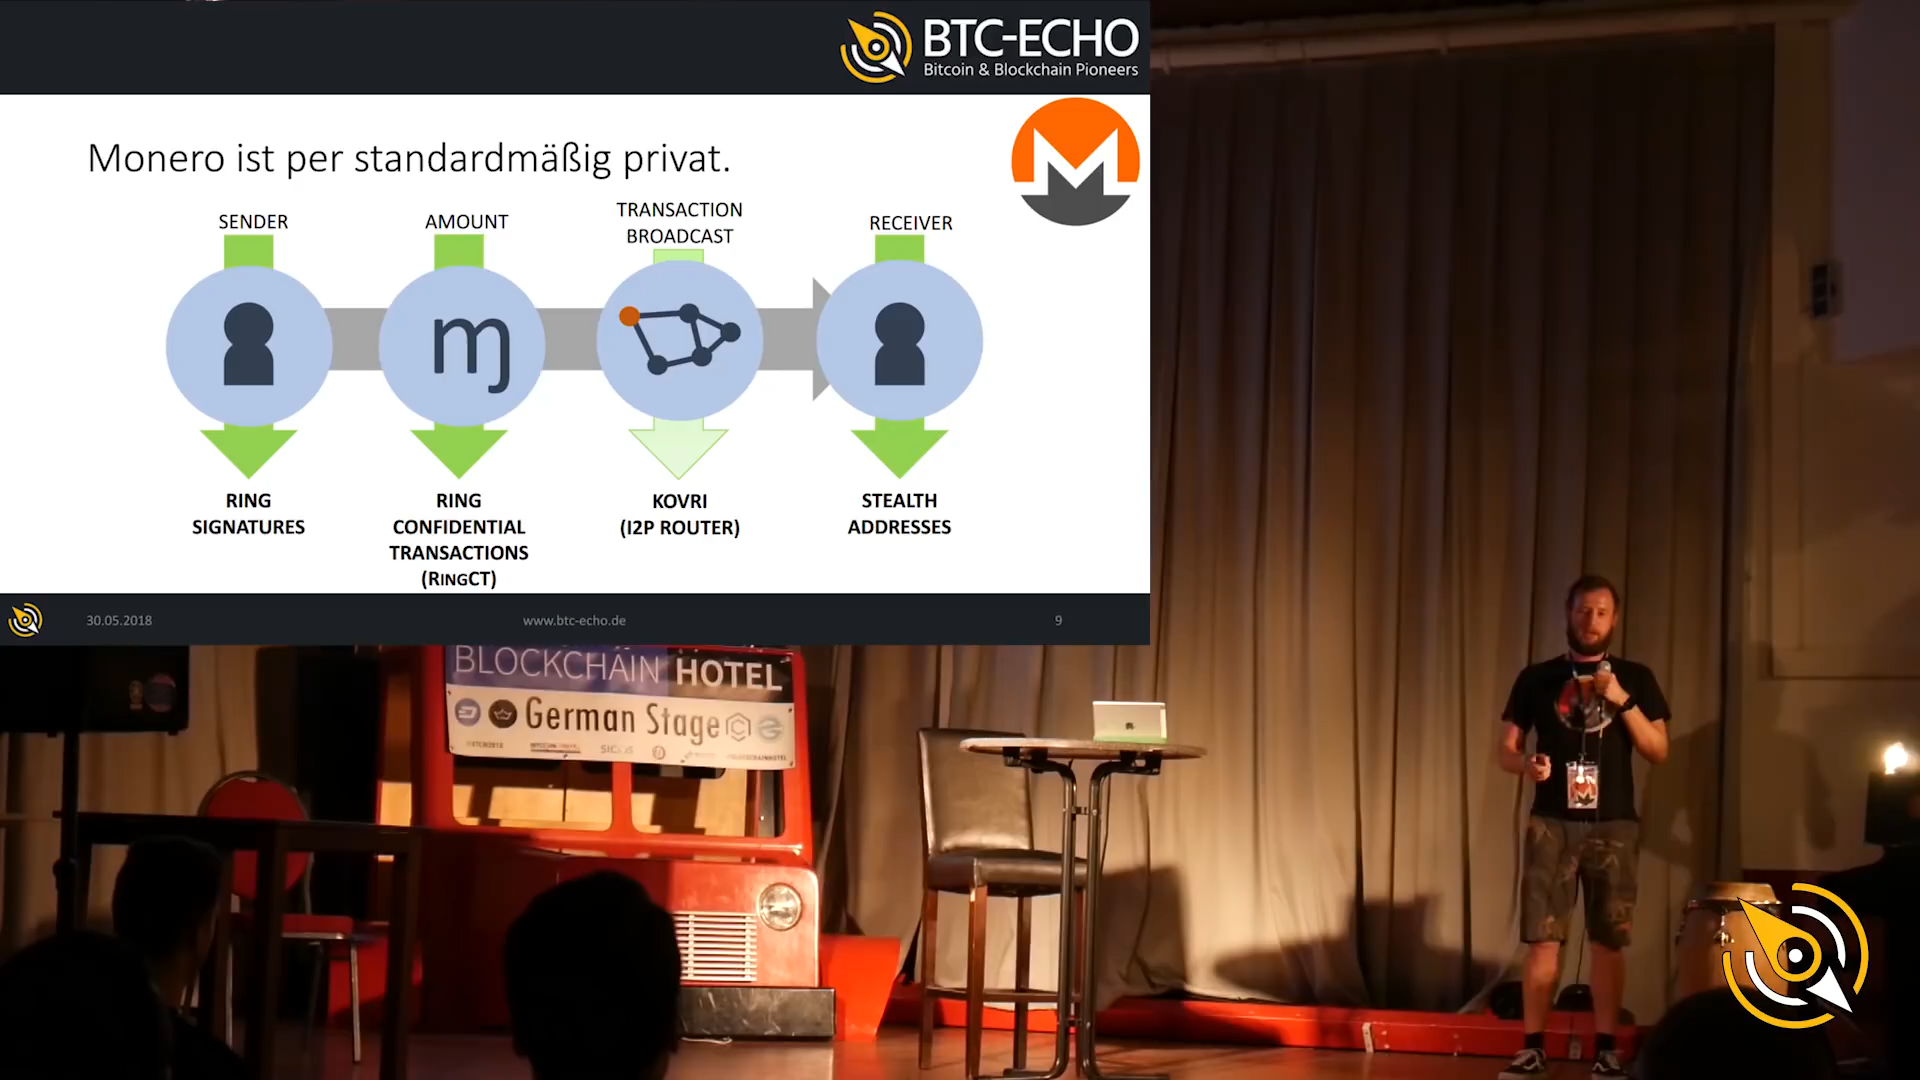 BTC-ECHO
Bitcoin & Blockchain Pioneers
Monero ist per standardmäßig privat.
SENDER
AMOUNT
TRANSACTION
BROADCAST
RECEIVER
RING
SIGNATURES
RING
CONFIDENTIAL
TRANSACTIONS
(RINGCT)
KOVRI
(I2P ROUTER)
STEALTH
ADDRESSES
30.05.2018
www.btc-echo.de
9
BLOCKCHAIN HOTEL
German Stage